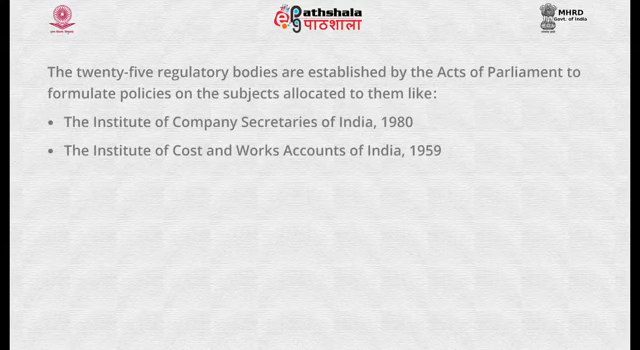 ePathshala
पाठशाला
MHRD
Govt. of India
The twenty-five regulatory bodies are established by the Acts of Parliament to
formulate policies on the subjects allocated to them like:
• The Institute of Company Secretaries of India, 1980
• The Institute of Cost and Works Accounts of India, 1959